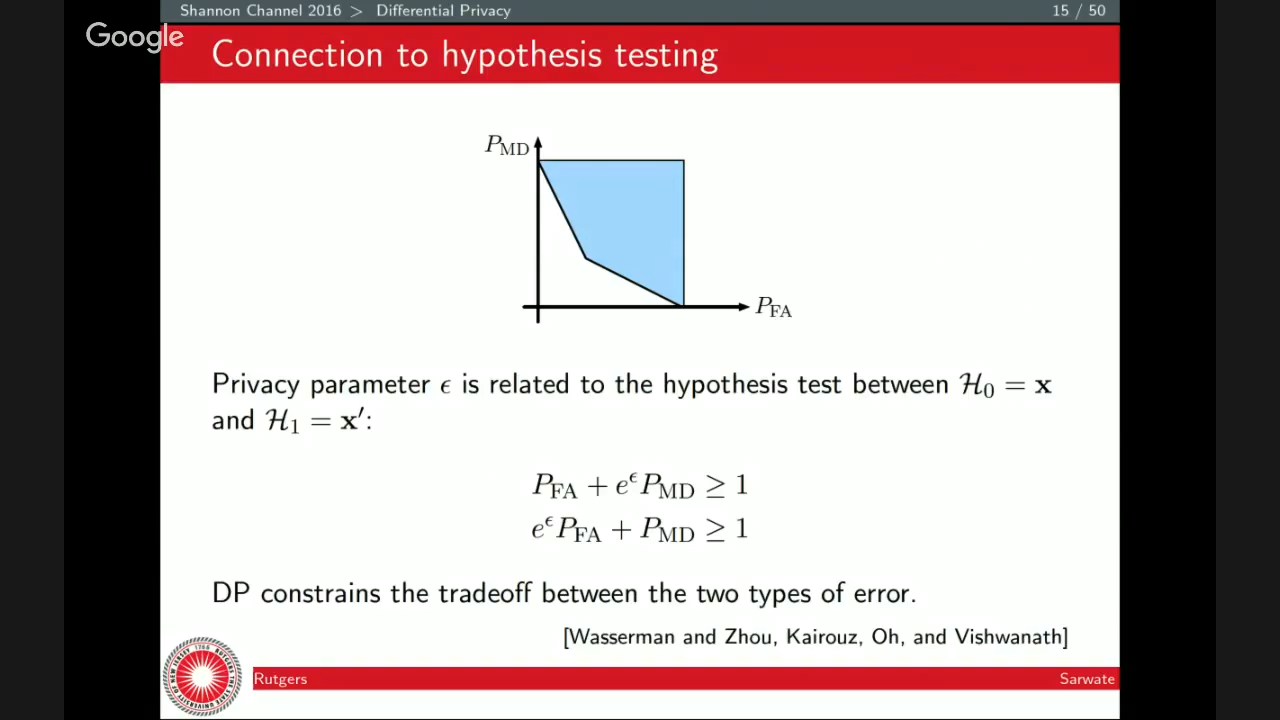 Shannon Channel 2016 > Differential Privacy 15 / 50
Google
Connection to hypothesis testing
P_MD
P_FA
Privacy parameter ϵ is related to the hypothesis test between ℋ₀ = 𝐱
and ℋ₁ = 𝐱′:
P_FA + e^ϵ P_MD ≥ 1
e^ϵ P_FA + P_MD ≥ 1
DP constrains the tradeoff between the two types of error.
[Wasserman and Zhou, Kairouz, Oh, and Vishwanath]
Rutgers Sarwate